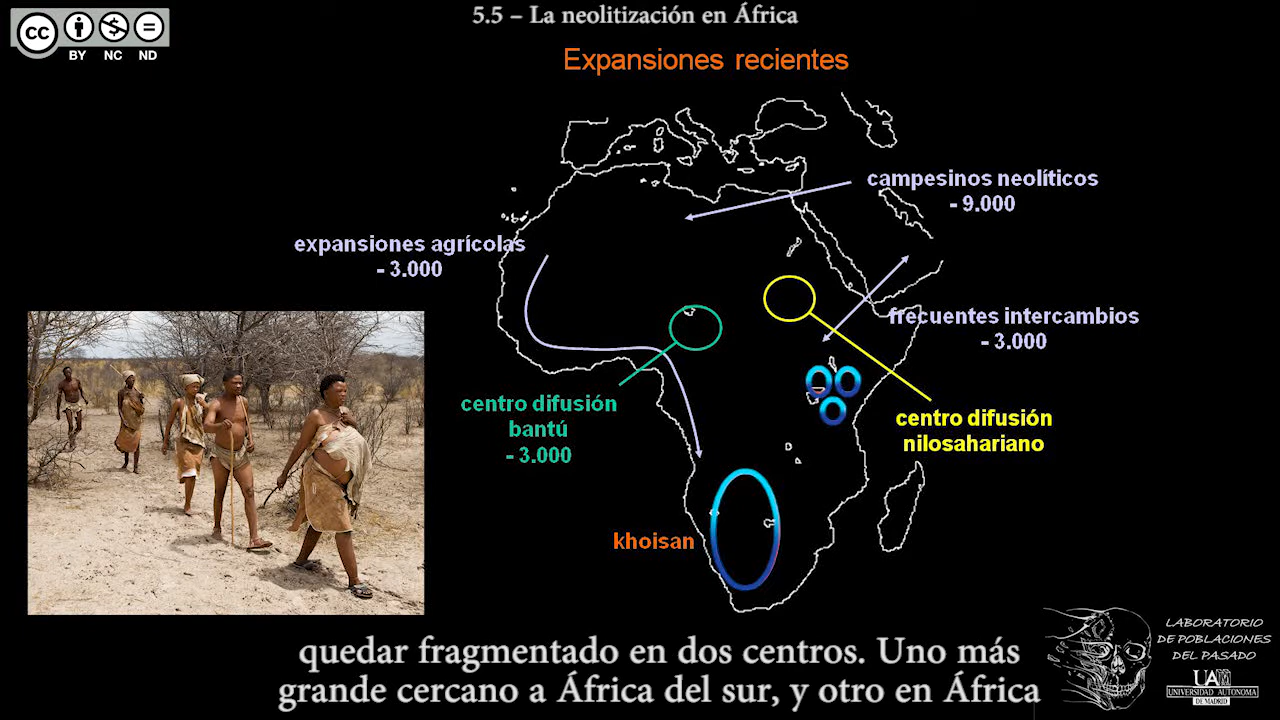 5.5 – La neolitización en África
cc
BY NC ND
Expansiones recientes
campesinos neolíticos
- 9.000
expansiones agrícolas
- 3.000
frecuentes intercambios
- 3.000
centro difusión
bantú
- 3.000
centro difusión
nilosahariano
khoisan
quedar fragmentado en dos centros. Uno más
grande cercano a África del sur, y otro en África
LABORATORIO
DE POBLACIONES
DEL PASADO
UAM
UNIVERSIDAD AUTONOMA
DE MADRID